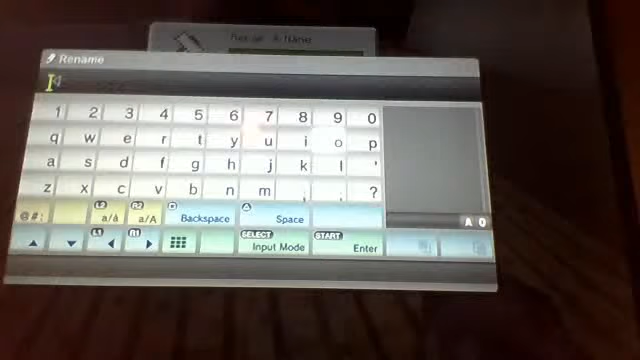 Rename
1 2 3 4 5 6 7 8 9 0
q w e r t y u i o p
a s d f g h j k l '
z x c v b n m , . ?
@#: L2 a/à R2 a/A Backspace Space
L1 R1 SELECT Input Mode START Enter
A 0